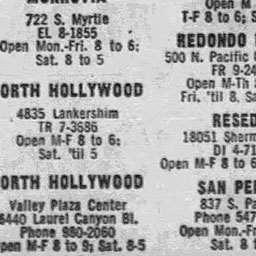 722 S. Myrtle
EL 8-1855
Open Mon.-Fri. 8 to 6;
Sat. 8 to 5
ORTH HOLLYWOOD
4835 Lankershim
TR 7-3686
Open M-F 8 to 6;
Sat. 'til 5
ORTH HOLLYWOOD
Valley Plaza Center
6440 Laurel Canyon Bl.
Phone 980-2060
pen M-F 8 to 9; Sat. 8-5
Open M
T-F 8 to 6; S
REDONDO
500 N. Pacific
FR 9-24
Open M-Th
Fri. 'til 8. Sa
RESED
18051 Sherm
DI 4-71
Open M-F 8 to 6
SAN PE
837 S. Pa
Phone 547
Open Mon.-Fr
Sat. 8